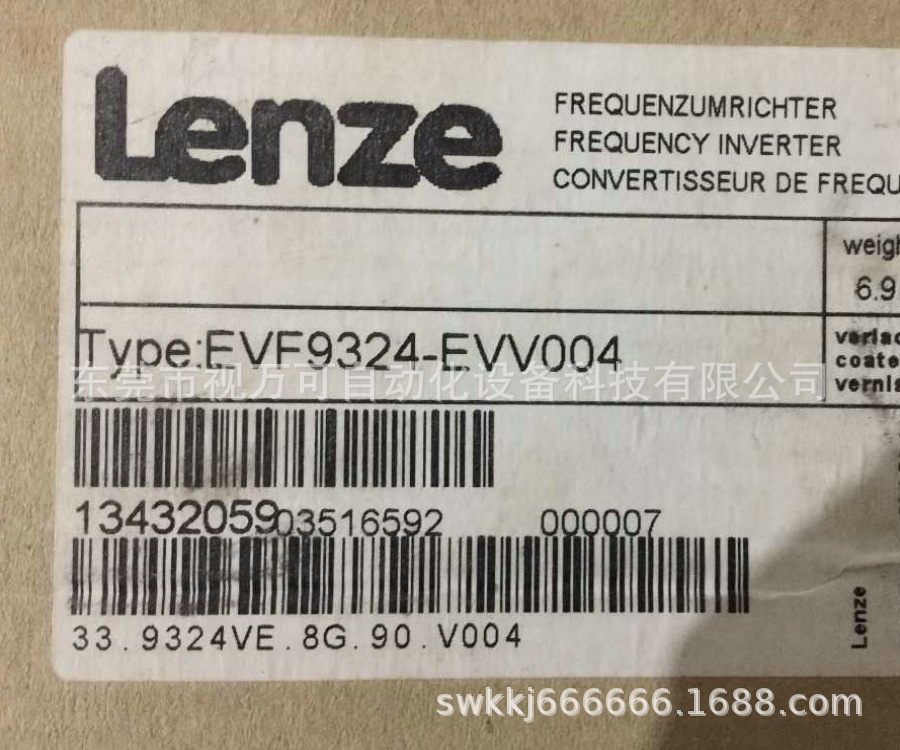 Lenze
FREQUENZUMRICHTER
FREQUENCY INVERTER
CONVERTISSEUR DE FREQU
weigh
6.9
Type:EVF9324-EVV004
verlac
coate
vernis
东莞市视方可自动化设备科技有限公司
13432059
03516592 000007
33.9324VE.8G.90.V004
Lenze
swkkj666666.1688.com